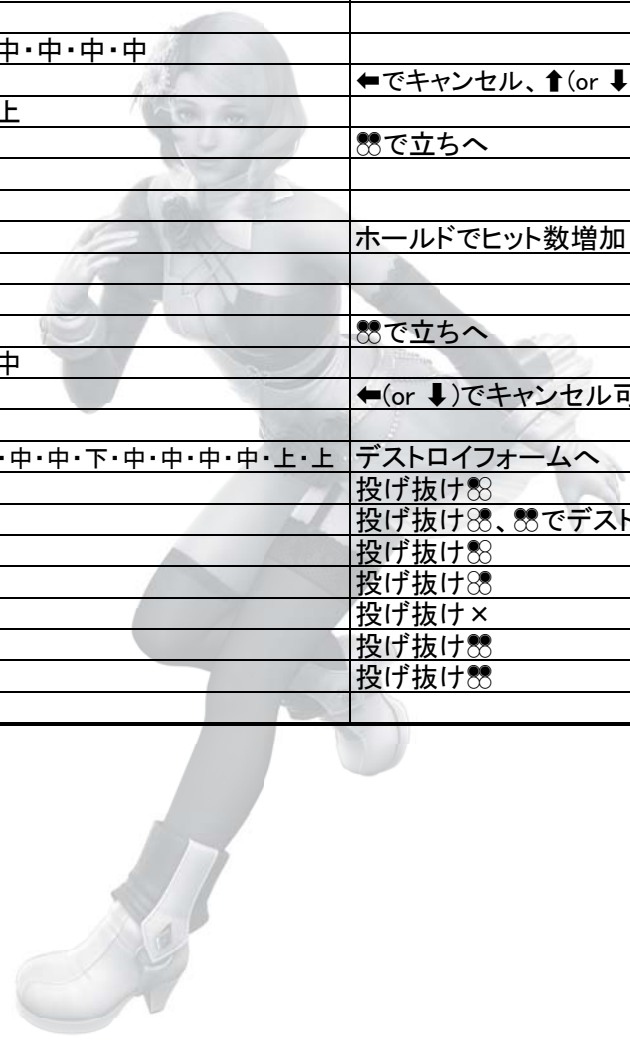 中・中・中・中
⬅でキャンセル、⬆(or ⬇
上
で立ちへ
ホールドでヒット数増加
で立ちへ
中
⬅(or ⬇)でキャンセル可
・中・中・下・中・中・中・中・上・上 デストロイフォームへ
投げ抜け
投げ抜け、でデスト
投げ抜け
投げ抜け
投げ抜け×
投げ抜け
投げ抜け